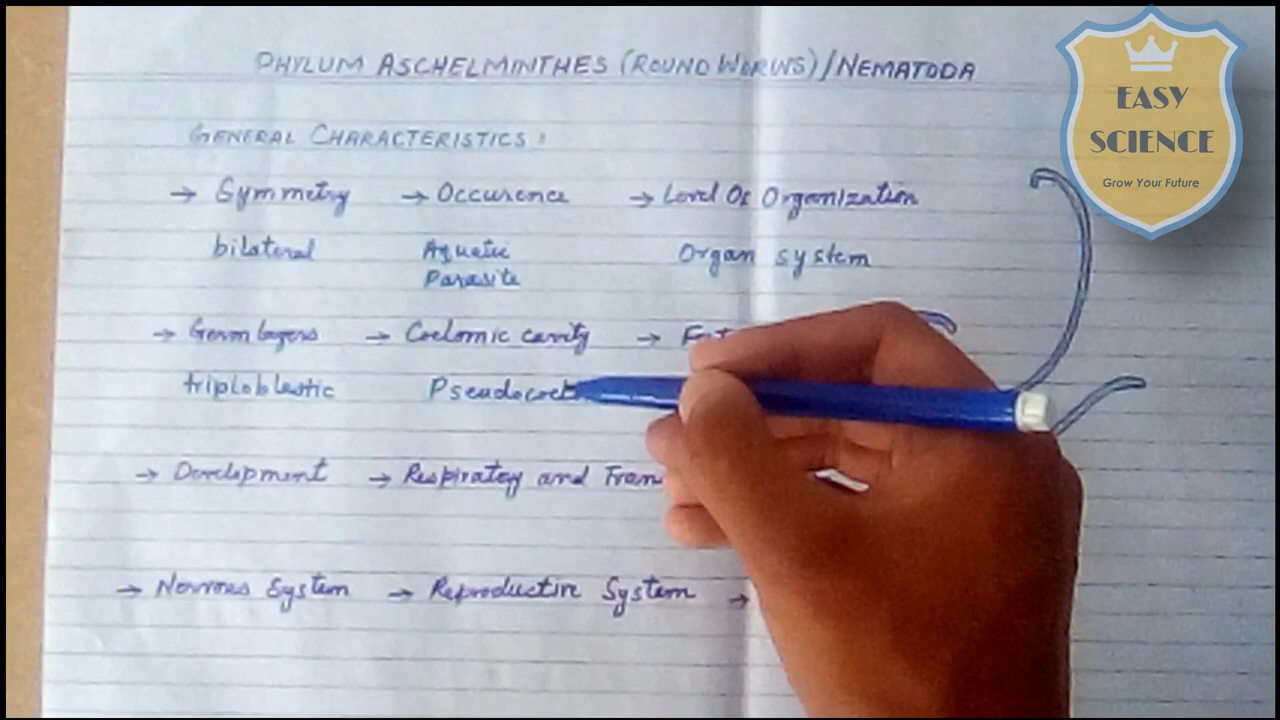 PHYLUM ASCHELMINTHES (ROUND WORWS)/NEMATODA
EASY
SCIENCE
Grow Your Future
GENERAL CHARACTERISTICS:
→ Symmetry → Occurence → Level Of Organization
bilateral Aquatic Organ system
Parasite
→ Germ layers → Coelomic cavity →
triploblastic
→ Development → Respiratory and
→ Nervous System → Reproductive System →